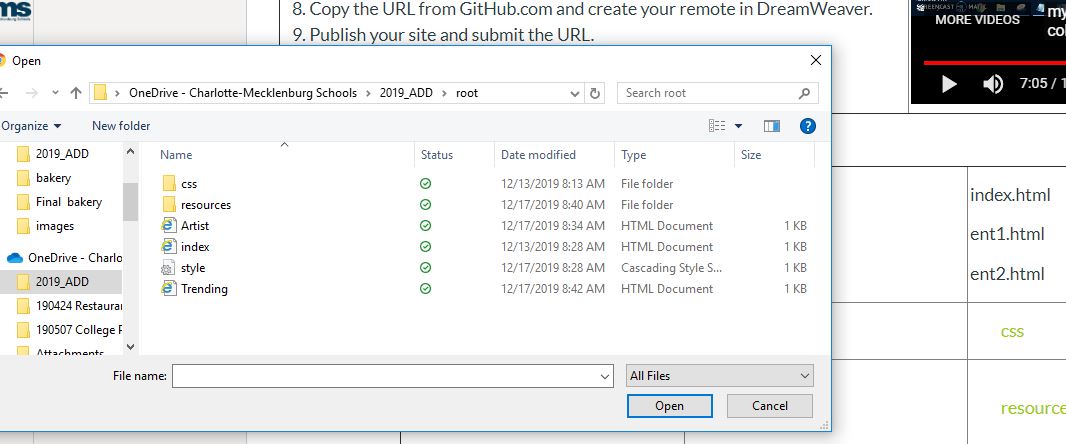 ms
8. Copy the URL from GitHub.com and create your remote in DreamWeaver.
9. Publish your site and submit the URL.
MORE VIDEOS
my
col
7:05 / 1
Open
OneDrive - Charlotte-Mecklenburg Schools > 2019_ADD > root
Search root
Organize
New folder
2019_ADD
bakery
Final bakery
images
OneDrive - Charlo
2019_ADD
190424 Restaurar
190507 College P
Attachments
Name Status Date modified Type Size
css 12/13/2019 8:13 AM File folder
resources 12/17/2019 8:40 AM File folder
Artist 12/17/2019 8:34 AM HTML Document 1 KB
index 12/13/2019 8:28 AM HTML Document 1 KB
style 12/17/2019 8:28 AM Cascading Style S... 1 KB
Trending 12/17/2019 8:42 AM HTML Document 1 KB
File name:
All Files
Open
Cancel
index.html
ent1.html
ent2.html
css
resource